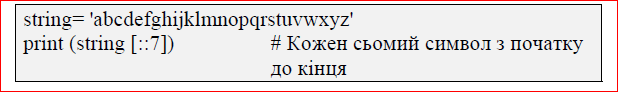 string= 'abcdefghijklmnopqrstuvwxyz'
print (string [::7]) # Кожен сьомий символ з початку
до кінця